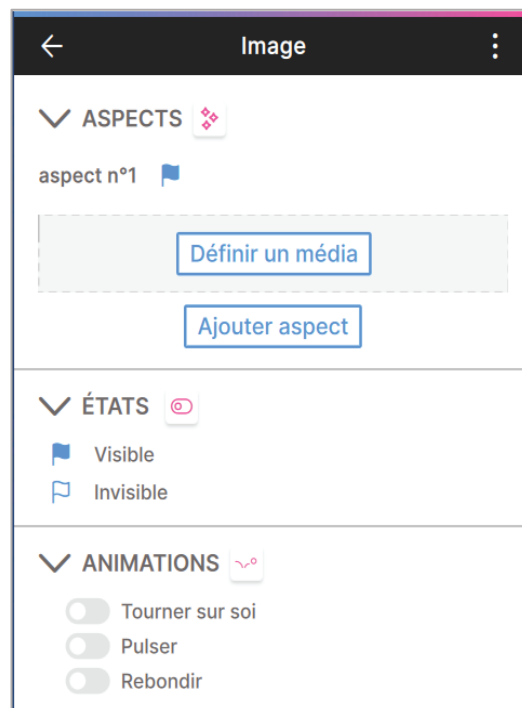 Image
ASPECTS
aspect n°1
Définir un média
Ajouter aspect
ÉTATS
Visible
Invisible
ANIMATIONS
Tourner sur soi
Pulser
Rebondir